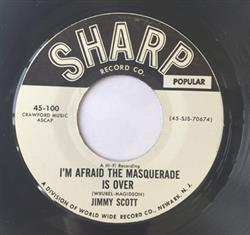 SHARP
RECORD CO.
POPULAR
45-100
CRAWFORD MUSIC
ASCAP
(45-SJS-70674)
A Hi-Fi Recording
I'M AFRAID THE MASQUERADE
IS OVER
(WRUBEL-MAGIDSON)
JIMMY SCOTT
A DIVISION OF WORLD WIDE RECORD CO., NEWARK, N. J.